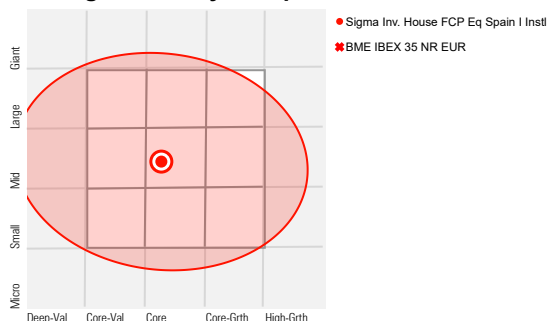 Sigma Inv. House FCP Eq Spain I Instl
BME IBEX 35 NR EUR
Giant
Large
Mid
Small
Micro
Deep-Val Core-Val Core Core-Grth High-Grth